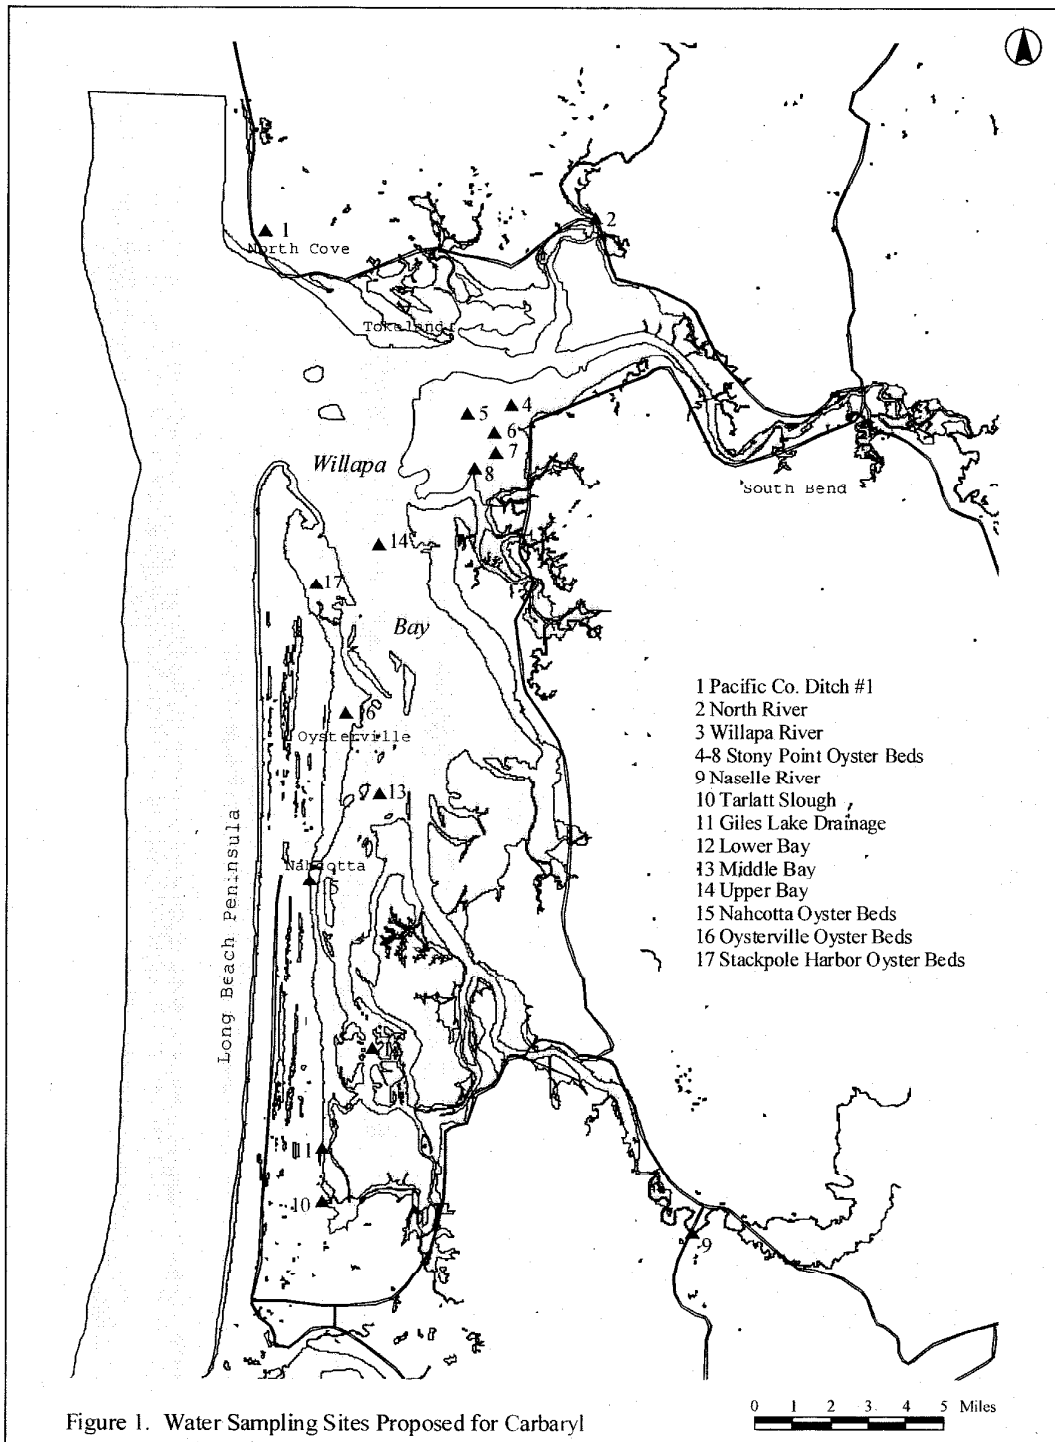 1
North Cove
2
Tokeland
4
5
6
7
8
Willapa
South Bend
14
17
Bay
1 Pacific Co. Ditch #1
2 North River
3 Willapa River
4-8 Stony Point Oyster Beds
9 Naselle River
10 Tarlatt Slough
11 Giles Lake Drainage
12 Lower Bay
13 Middle Bay
14 Upper Bay
15 Nahcotta Oyster Beds
16 Oysterville Oyster Beds
17 Stackpole Harbor Oyster Beds
6
Oysterville
13
Long Beach Peninsula
Nahcotta
5
1
10
9
Figure 1. Water Sampling Sites Proposed for Carbaryl
0 1 2 3 4 5 Miles